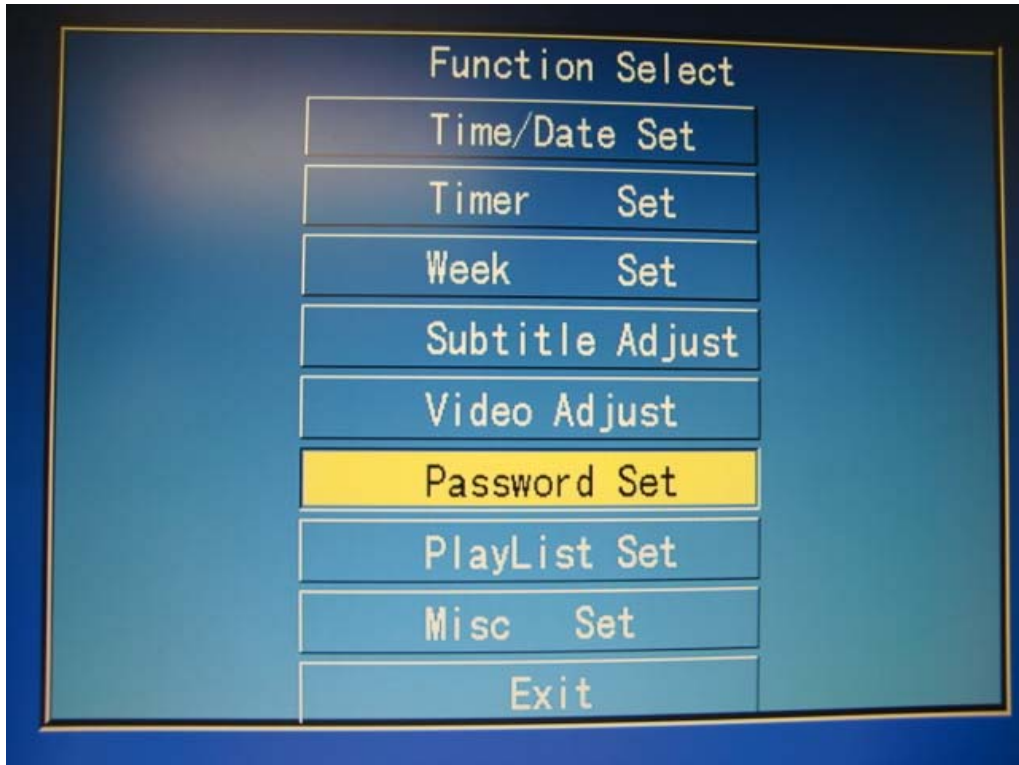 Function Select
Time/Date Set
Timer Set
Week Set
Subtitle Adjust
Video Adjust
Password Set
PlayList Set
Misc Set
Exit